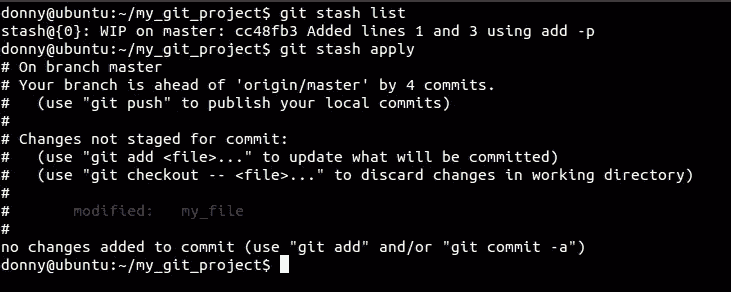 donny@ubuntu:~/my_git_project$ git stash list
stash@{0}: WIP on master: cc48fb3 Added lines 1 and 3 using add -p
donny@ubuntu:~/my_git_project$ git stash apply
# On branch master
# Your branch is ahead of 'origin/master' by 4 commits.
#   (use "git push" to publish your local commits)
#
# Changes not staged for commit:
#   (use "git add <file>..." to update what will be committed)
#   (use "git checkout -- <file>..." to discard changes in working directory)
#
#       modified:   my_file
#
no changes added to commit (use "git add" and/or "git commit -a")
donny@ubuntu:~/my_git_project$